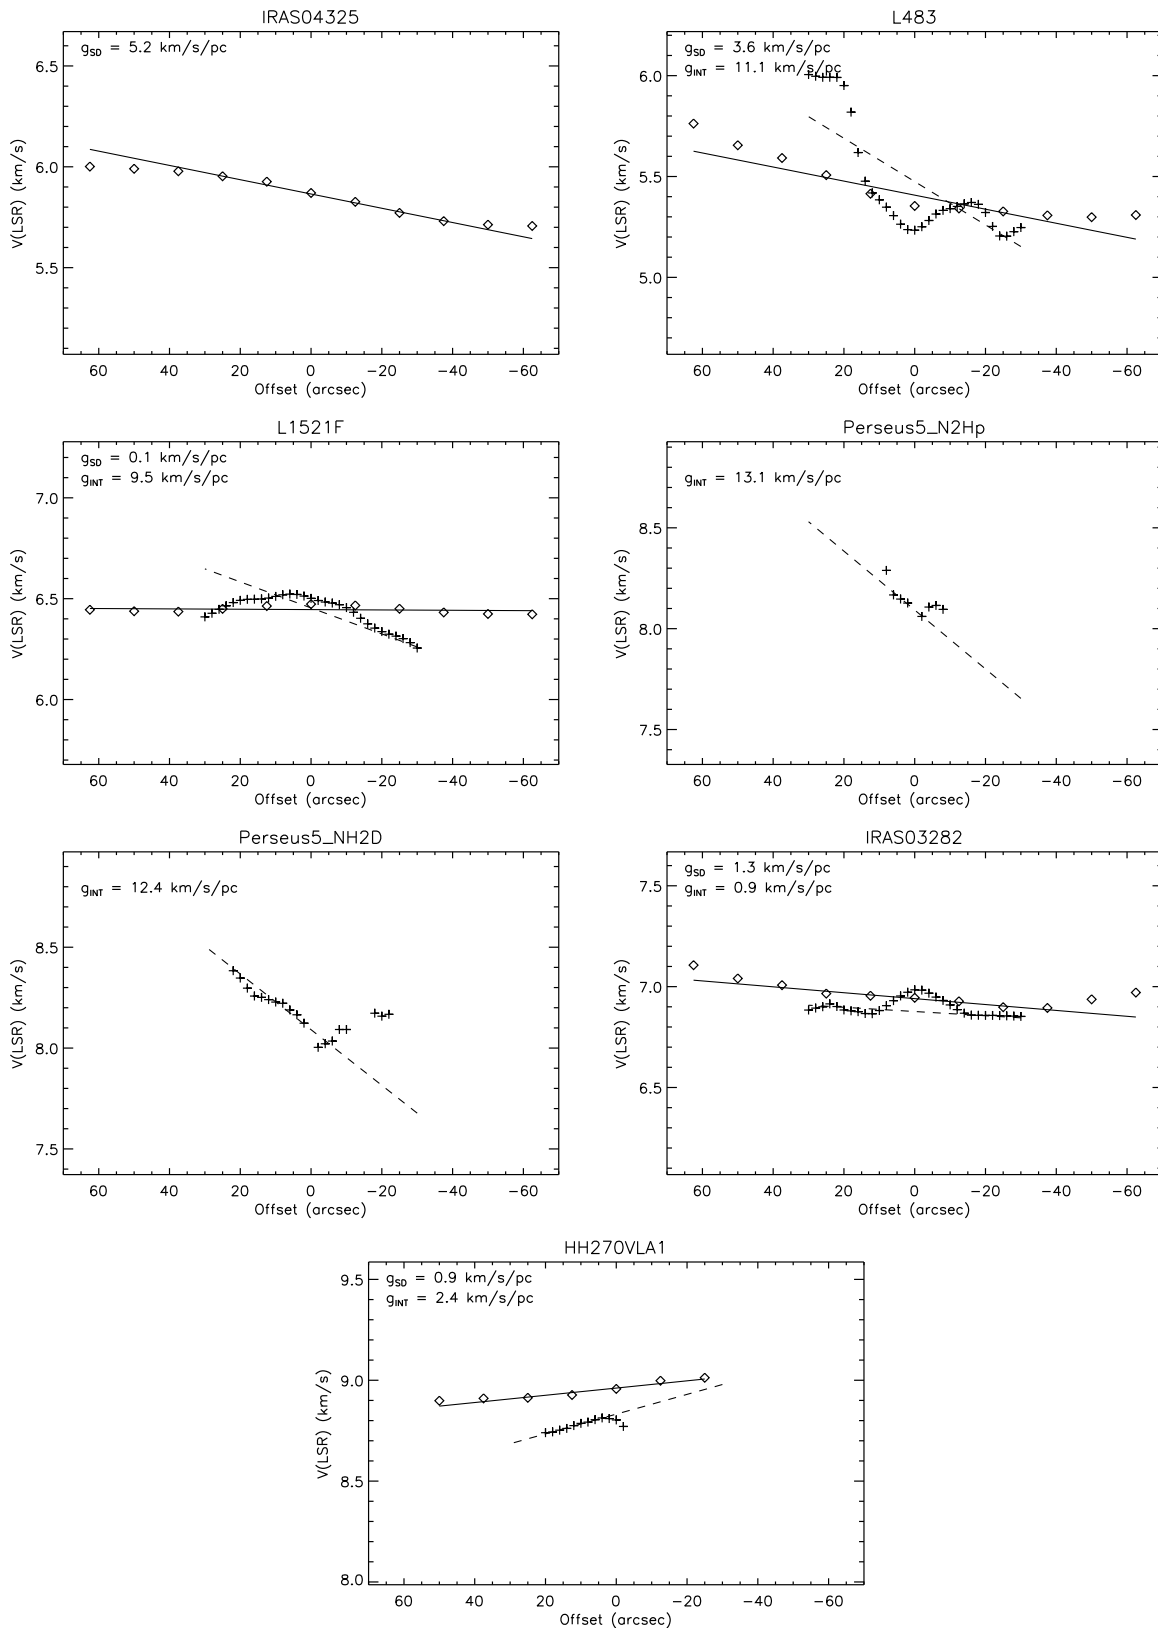 IRAS04325
g_SD = 5.2 km/s/pc
6.5
6.0
5.5
V(LSR) (km/s)
60 40 20 0 −20 −40 −60
Offset (arcsec)
L483
g_SD = 3.6 km/s/pc
g_INT = 11.1 km/s/pc
6.0
5.5
5.0
V(LSR) (km/s)
60 40 20 0 −20 −40 −60
Offset (arcsec)
L1521F
g_SD = 0.1 km/s/pc
g_INT = 9.5 km/s/pc
7.0
6.5
6.0
V(LSR) (km/s)
60 40 20 0 −20 −40 −60
Offset (arcsec)
Perseus5_N2Hp
g_INT = 13.1 km/s/pc
8.5
8.0
7.5
V(LSR) (km/s)
60 40 20 0 −20 −40 −60
Offset (arcsec)
Perseus5_NH2D
g_INT = 12.4 km/s/pc
8.5
8.0
7.5
V(LSR) (km/s)
60 40 20 0 −20 −40 −60
Offset (arcsec)
IRAS03282
g_SD = 1.3 km/s/pc
g_INT = 0.9 km/s/pc
7.5
7.0
6.5
V(LSR) (km/s)
60 40 20 0 −20 −40 −60
Offset (arcsec)
HH270VLA1
g_SD = 0.9 km/s/pc
g_INT = 2.4 km/s/pc
9.5
9.0
8.5
8.0
V(LSR) (km/s)
60 40 20 0 −20 −40 −60
Offset (arcsec)